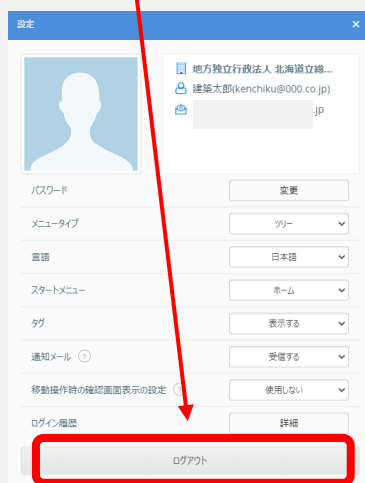 設定 ×
地方独立行政法人 北海道立総...
建築太郎(kenchiku@000.co.jp)
.jp
パスワード 変更
メニュータイプ ツリー
言語 日本語
スタートメニュー ホーム
タグ 表示する
通知メール ? 受信する
移動操作時の確認画面表示の設定 ? 使用しない
ログイン履歴 詳細
ログアウト